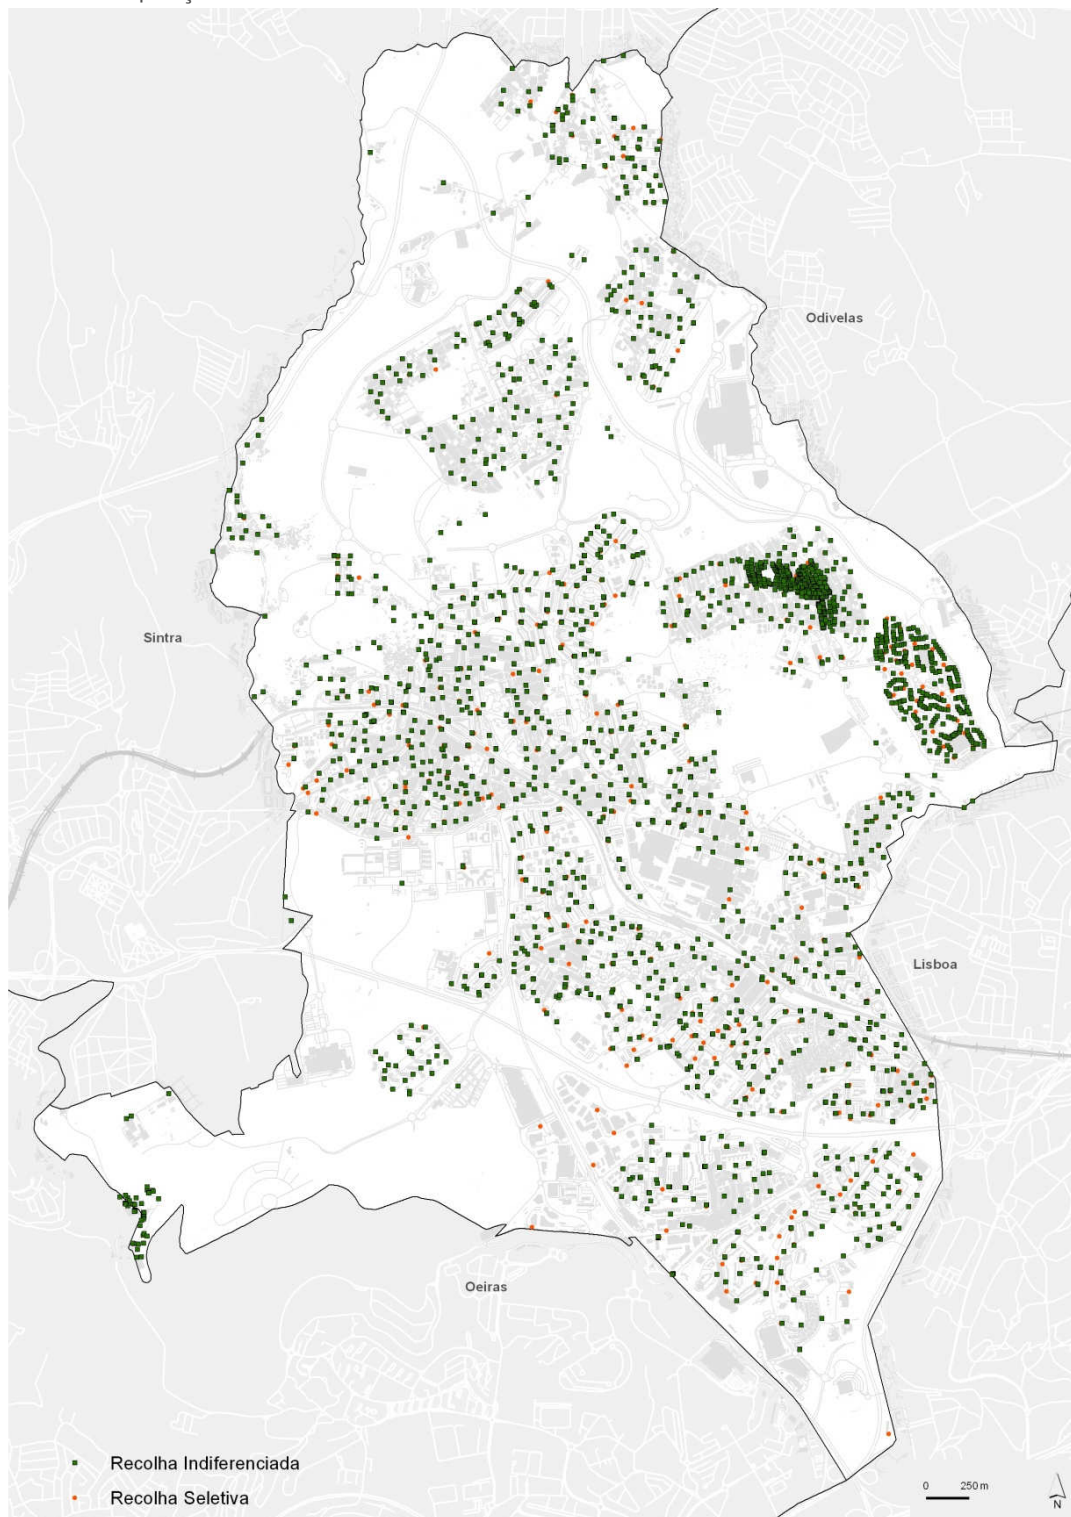 Odivelas
Sintra
Lisboa
Oeiras
Recolha Indiferenciada
Recolha Seletiva
0 250 m
N